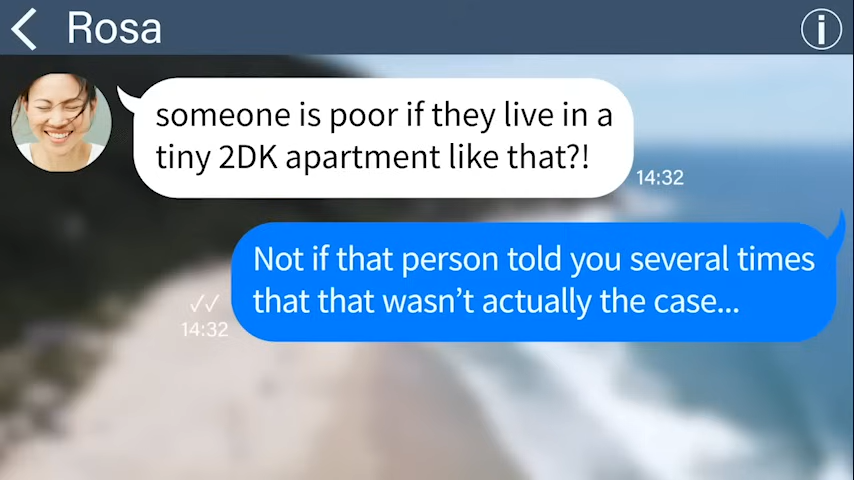 Rosa
someone is poor if they live in a
tiny 2DK apartment like that?!
14:32
Not if that person told you several times
that that wasn't actually the case...
14:32